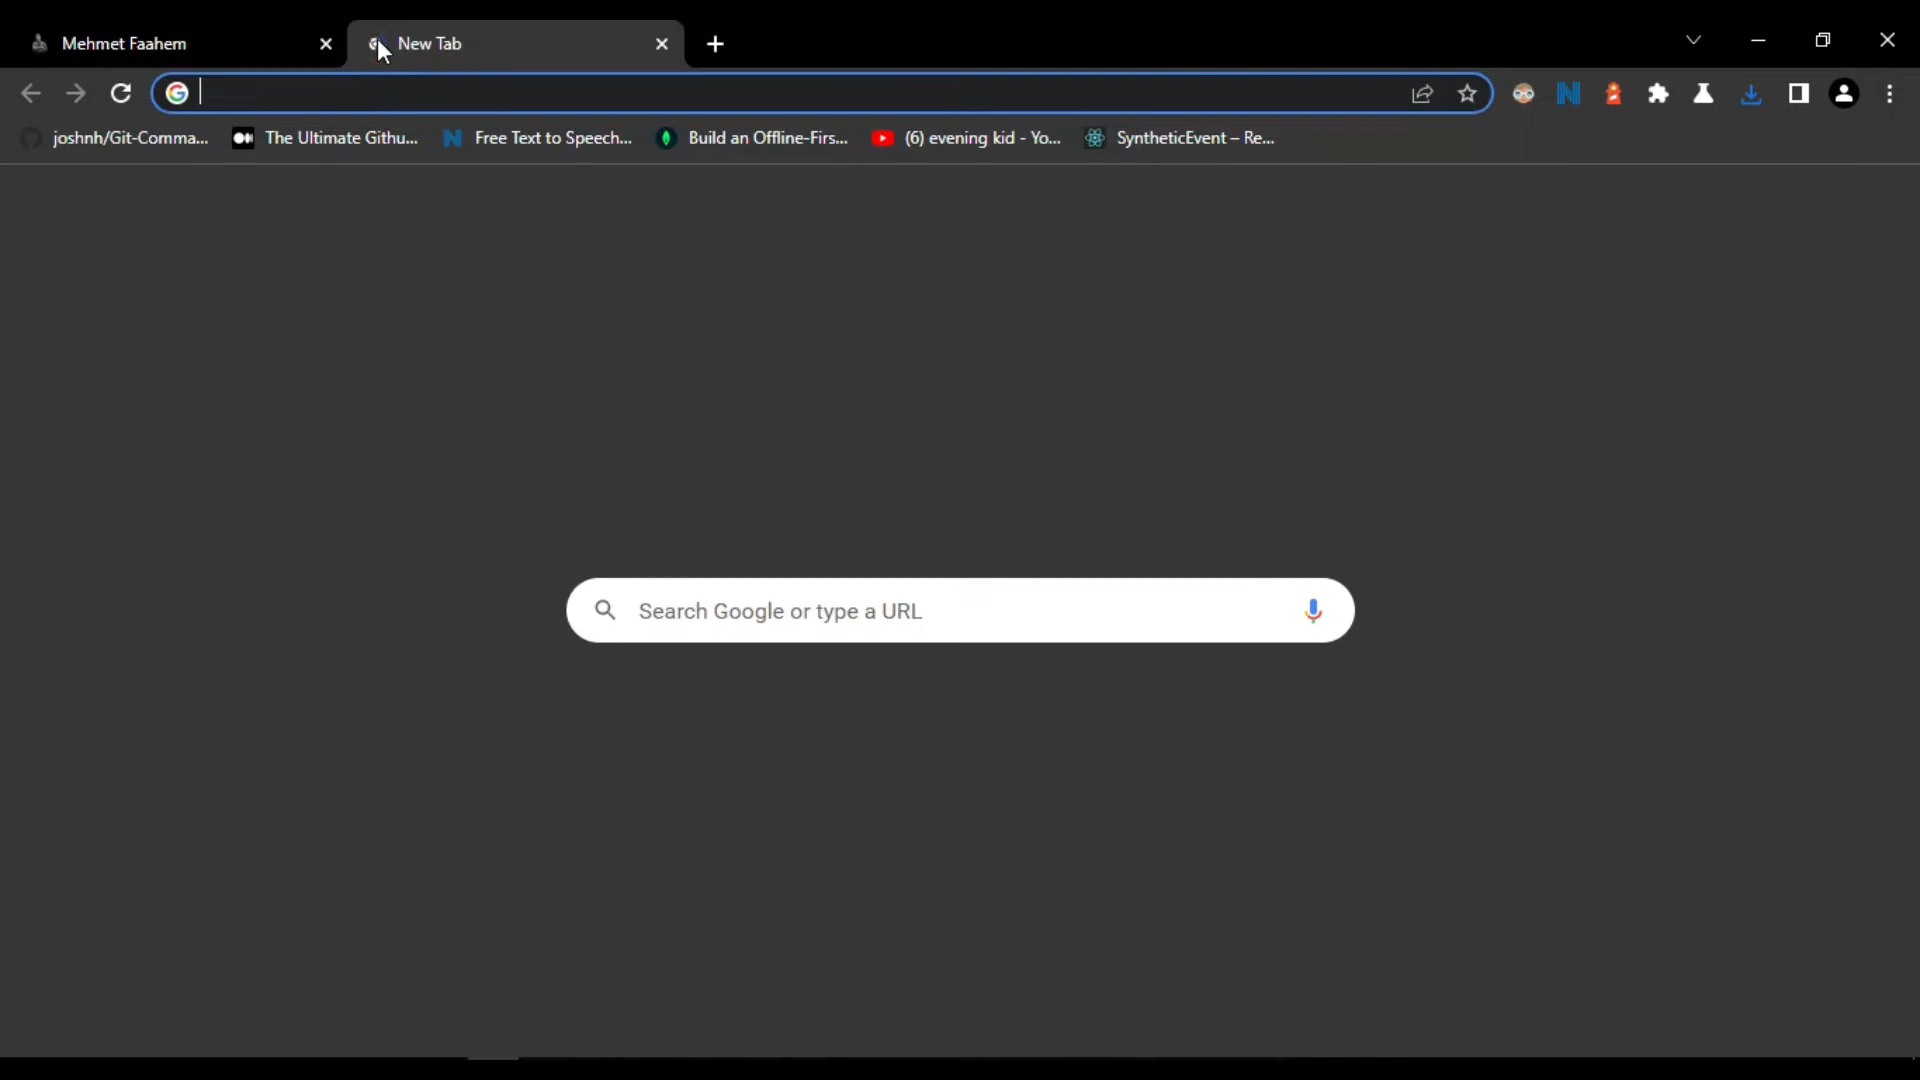 Mehmet Faahem
New Tab
joshnh/Git-Comma... The Ultimate Githu... Free Text to Speech... Build an Offline-Firs... (6) evening kid - Yo... SyntheticEvent – Re...
Search Google or type a URL